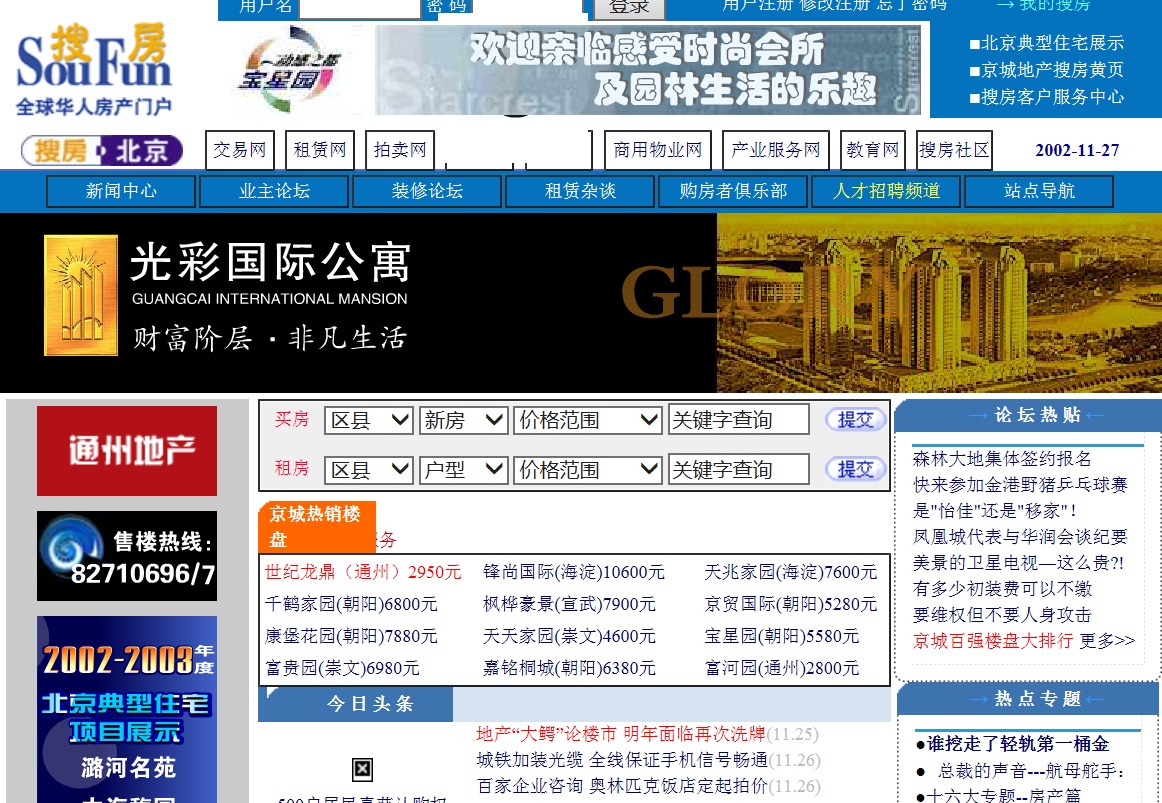 用户名 密码 登录 用户注册 修改注册 忘了密码 → 我的搜房
搜房
SouFun
全球华人房产门户
动感之都
宝星园
欢迎亲临感受时尚会所
及园林生活的乐趣
Starcrest
Starcrest
■北京典型住宅展示
■京城地产搜房黄页
■搜房客户服务中心
搜房·北京 交易网 租赁网 拍卖网 商用物业网 产业服务网 教育网 搜房社区 2002-11-27
新闻中心 业主论坛 装修论坛 租赁杂谈 购房者俱乐部 人才招聘频道 站点导航
光彩国际公寓
GUANGCAI INTERNATIONAL MANSION
财富阶层·非凡生活
GLORY
通州地产
售楼热线:
82710696/7
2002-2003年度
北京典型住宅
项目展示
潞河名苑
买房 区县 新房 价格范围 关键字查询 提交
租房 区县 户型 价格范围 关键字查询 提交
京城热销楼
盘
务
世纪龙鼎（通州）2950元 锋尚国际(海淀)10600元 天兆家园(海淀)7600元
千鹤家园(朝阳)6800元 枫桦豪景(宣武)7900元 京贸国际(朝阳)5280元
康堡花园(朝阳)7880元 天天家园(崇文)4600元 宝星园(朝阳)5580元
富贵园(崇文)6980元 嘉铭桐城(朝阳)6380元 富河园(通州)2800元
今日头条
地产“大鳄”论楼市 明年面临再次洗牌(11.25)
城铁加装光缆 全线保证手机信号畅通(11.26)
百家企业咨询 奥林匹克饭店定起拍价(11.26)
→论坛热贴←
森林大地集体签约报名
快来参加金港野猪乒乓球赛
是"怡佳"还是"移家"！
凤凰城代表与华润会谈纪要
美景的卫星电视—这么贵?!
有多少初装费可以不缴
要维权但不要人身攻击
京城百强楼盘大排行 更多>>
→热点专题←
●谁挖走了轻轨第一桶金
● 总裁的声音---航母舵手：
●十六大专题--房产篇